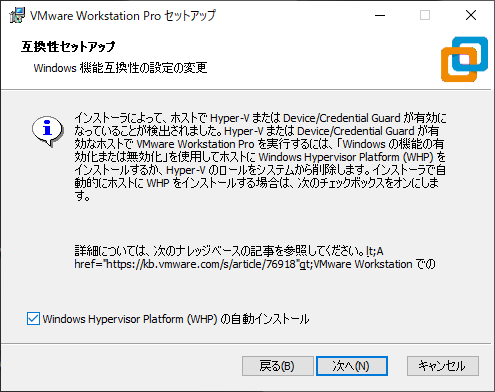 VMware Workstation Pro セットアップ
互換性セットアップ
Windows 機能互換性の設定の変更
インストーラによって、ホストで Hyper-V または Device/Credential Guard が有効に
なっていることが検出されました。Hyper-V または Device/Credential Guard が有
効なホストで VMware Workstation Pro を実行するには、「Windows の機能の有
効化または無効化」を使用してホストに Windows Hypervisor Platform (WHP) を
インストールするか、Hyper-V のロールをシステムから削除します。インストーラで自
動的にホストに WHP をインストールする場合は、次のチェックボックスをオンにしま
す。
詳細については、次のナレッジベースの記事を参照してください。!t;A
href="https://kb.vmware.com/s/article/76918"gt;VMware Workstation での
Windows Hypervisor Platform (WHP) の自動インストール
戻る(B)
次へ(N)
キャンセル